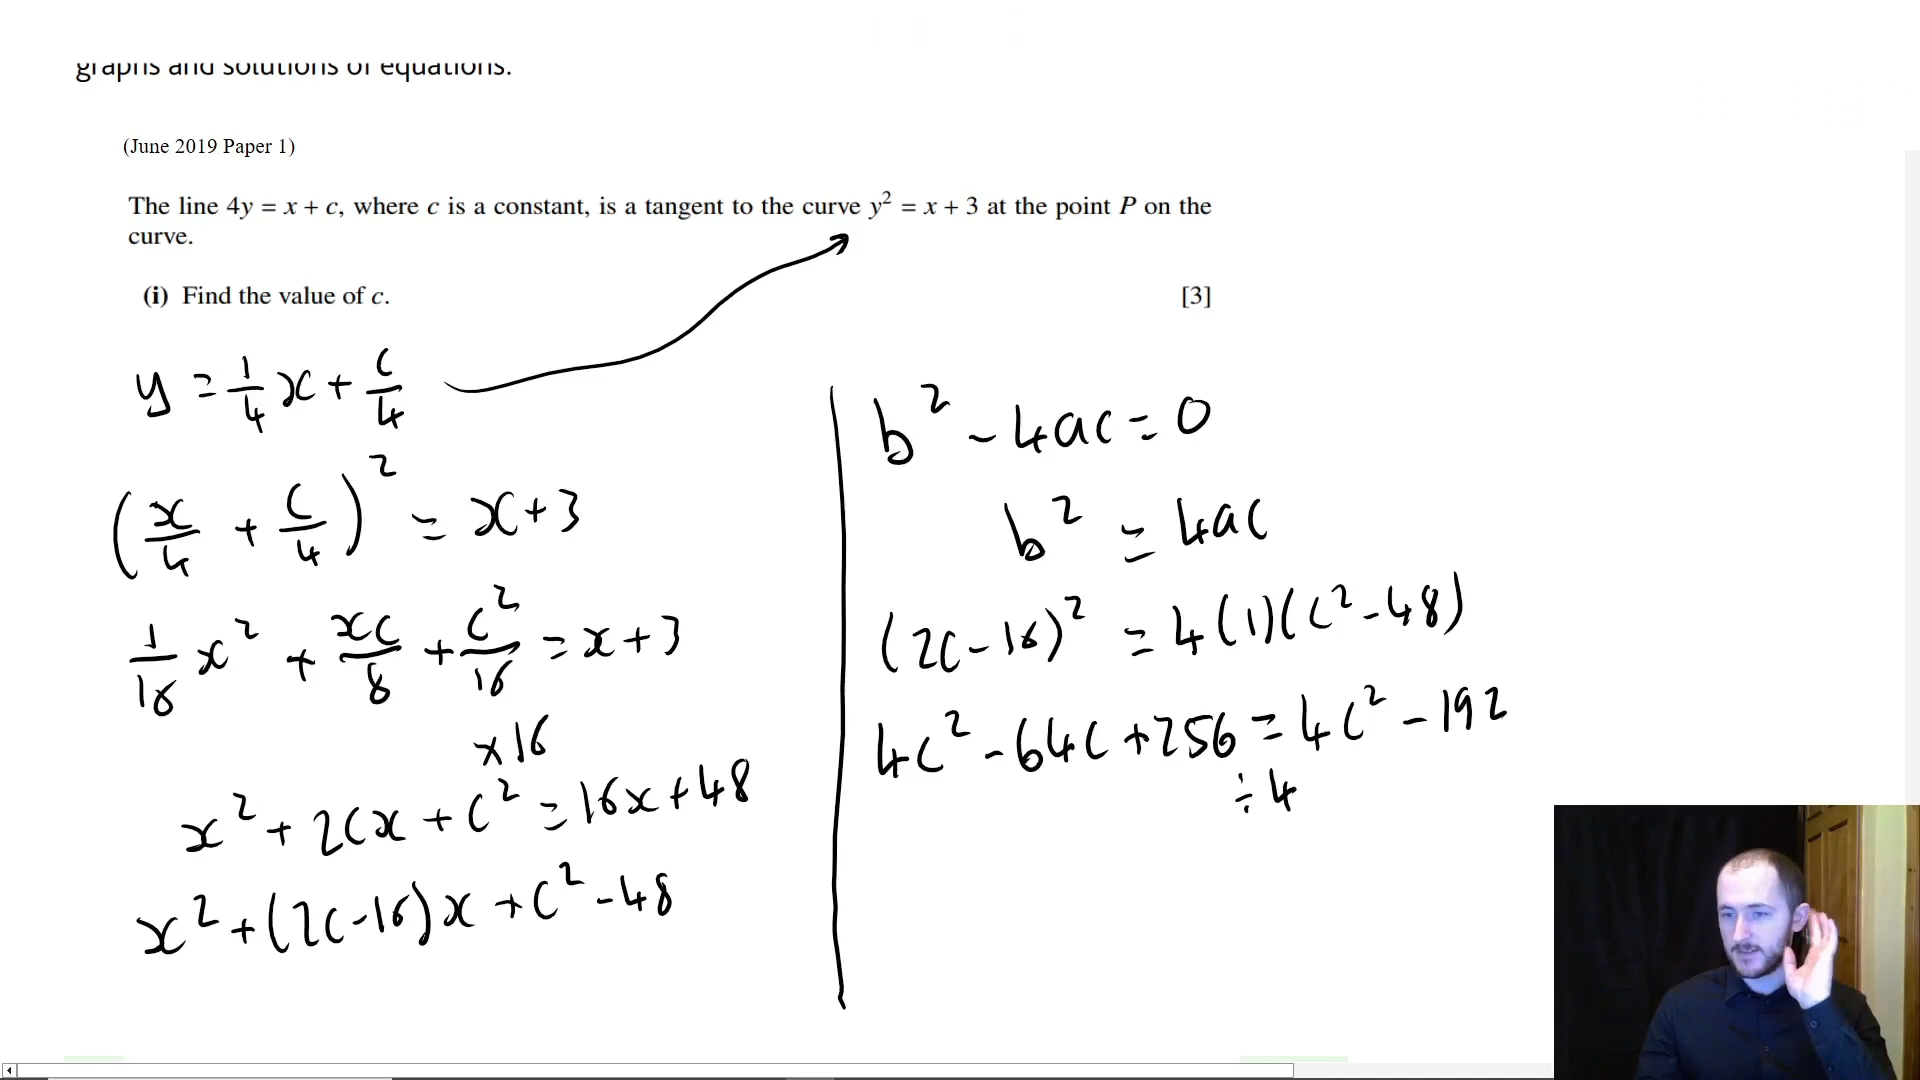 graphs and solutions of equations.
(June 2019 Paper 1)
The line 4y = x + c, where c is a constant, is a tangent to the curve y² = x + 3 at the point P on the
curve.
(i) Find the value of c. [3]
y = 1/4 x + c/4
(x/4 + c/4)² = x + 3
1/16 x² + xc/8 + c²/16 = x + 3
×16
x² + 2cx + c² = 16x + 48
x² + (2c - 16)x + c² - 48
b² - 4ac = 0
b² = 4ac
(2c - 16)² = 4(1)(c² - 48)
4c² - 64c + 256 = 4c² - 192
÷4